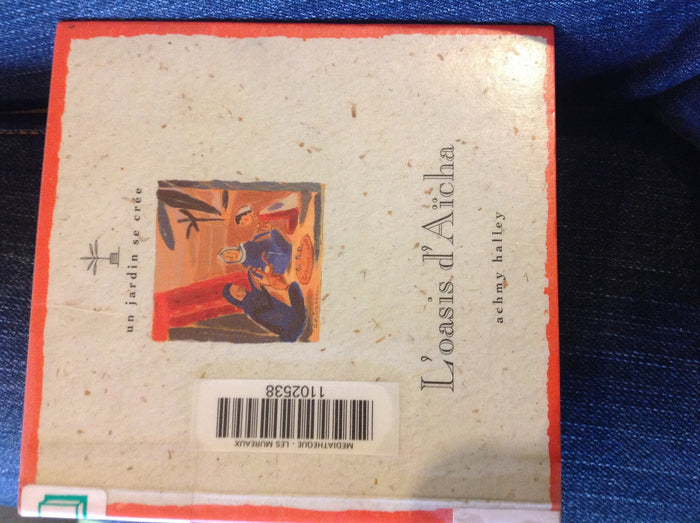 un jardin se crée
L'oasis d'Aïcha
achmy halley
1102538
MEDIATHEQUE - LES MUREAUX